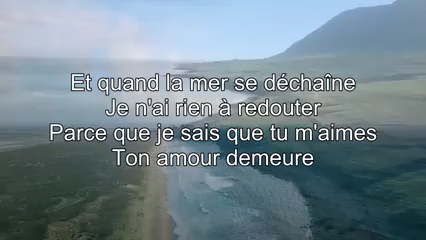 Et quand la mer se déchaîne
Je n'ai rien à redouter
Parce que je sais que tu m'aimes
Ton amour demeure